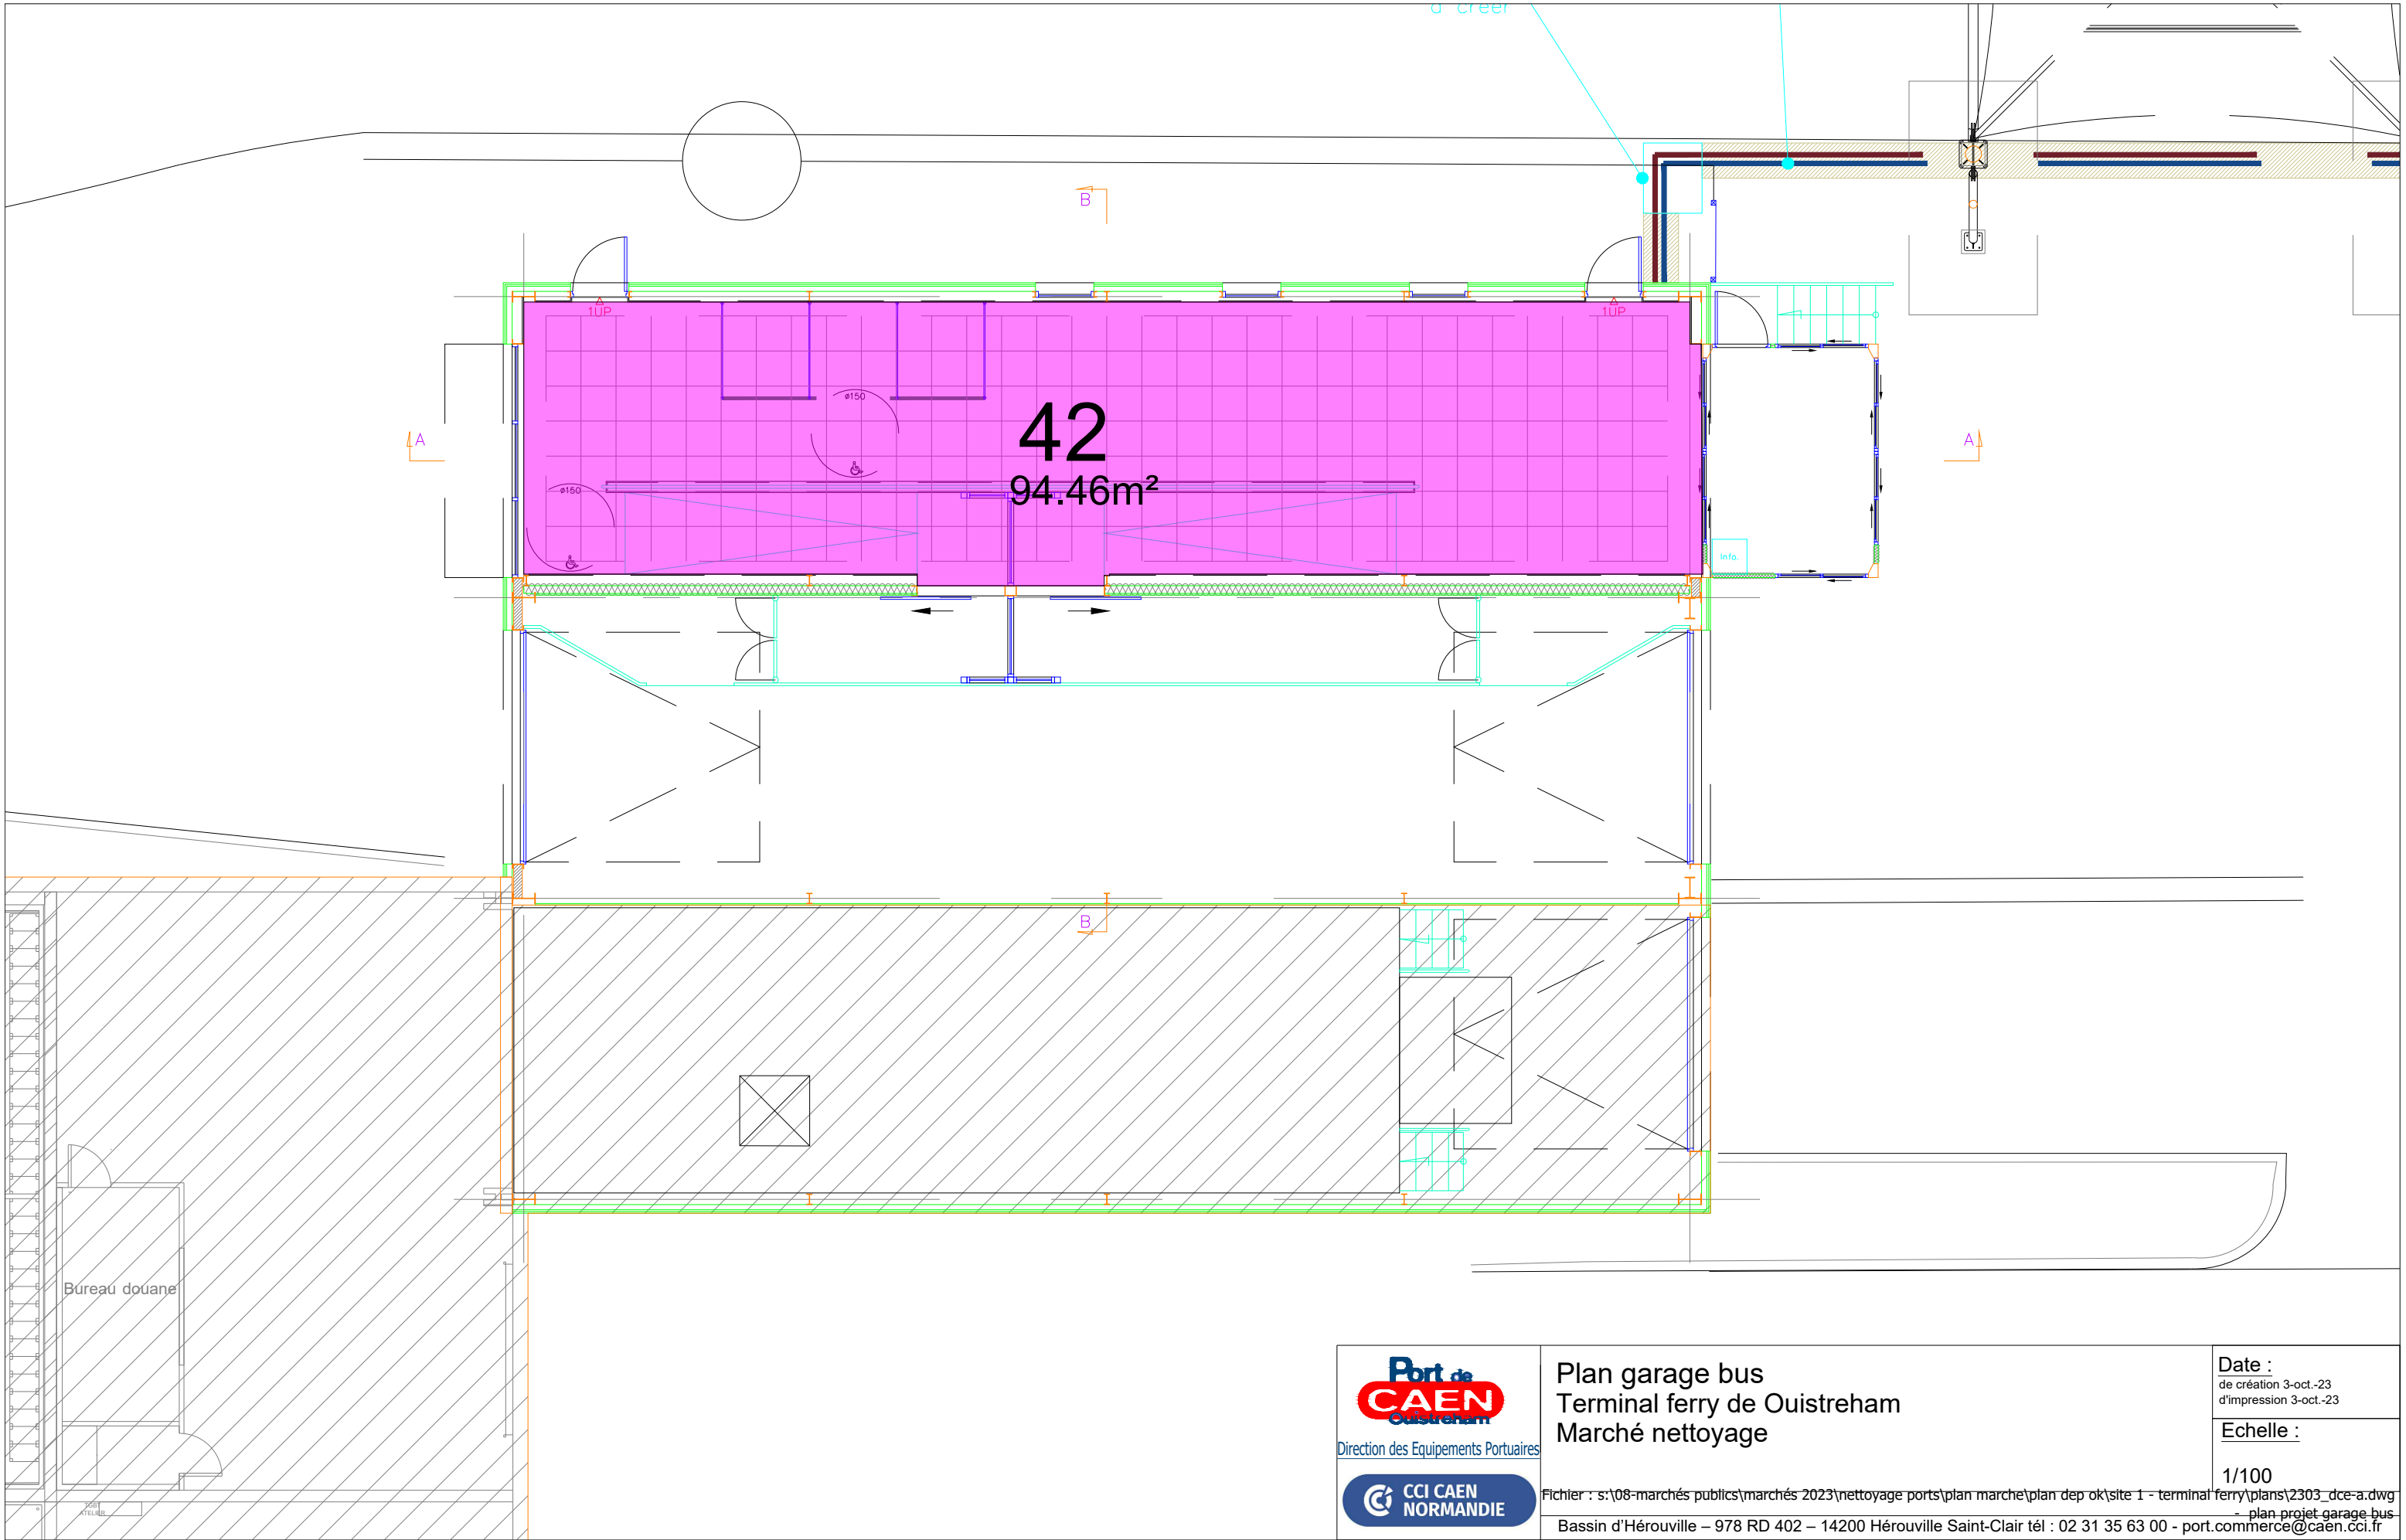 à créer
B
1UP
1UP
ø150
42
A
A
94.46m²
ø150
Info.
B
Bureau douane
TGBT
ATELIER
Port de
CAEN
Ouistreham
Direction des Equipements Portuaires
CCI CAEN
NORMANDIE
Plan garage bus
Terminal ferry de Ouistreham
Marché nettoyage
Date :
de création 3-oct.-23
d'impression 3-oct.-23
Echelle :
1/100
Fichier : s:\08-marchés publics\marchés 2023\nettoyage ports\plan marche\plan dep ok\site 1 - terminal ferry\plans\2303_dce-a.dwg
- plan projet garage bus
Bassin d'Hérouville – 978 RD 402 – 14200 Hérouville Saint-Clair tél : 02 31 35 63 00 - port.commerce@caen.cci.fr